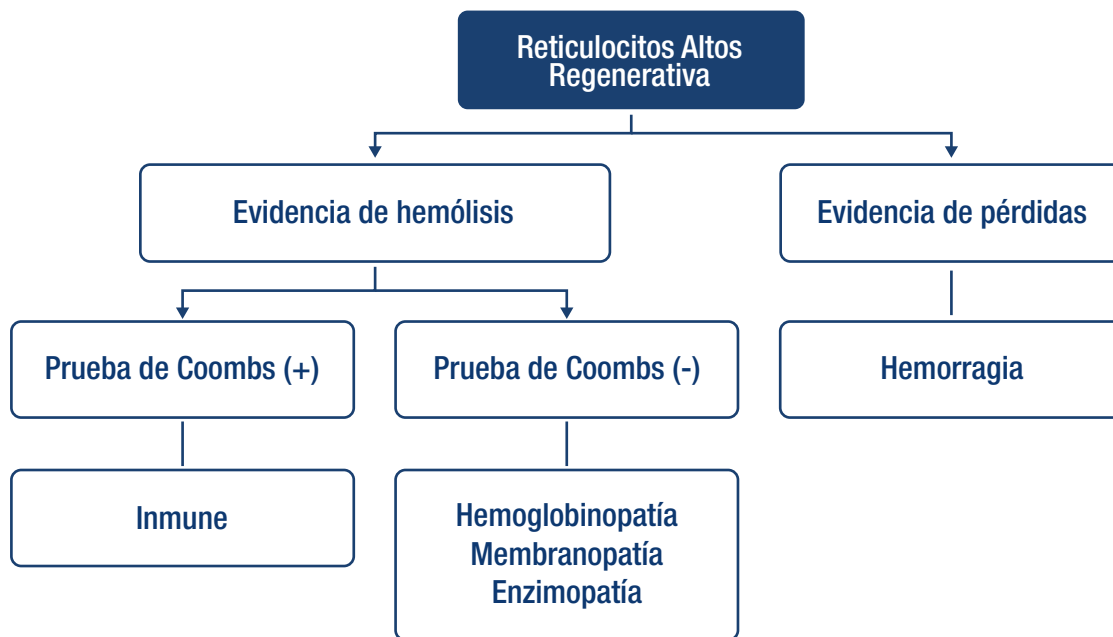 Reticulocitos Altos
Regenerativa
Evidencia de hemólisis
Evidencia de pérdidas
Prueba de Coombs (+)
Prueba de Coombs (-)
Hemorragia
Inmune
Hemoglobinopatía
Membranopatía
Enzimopatía